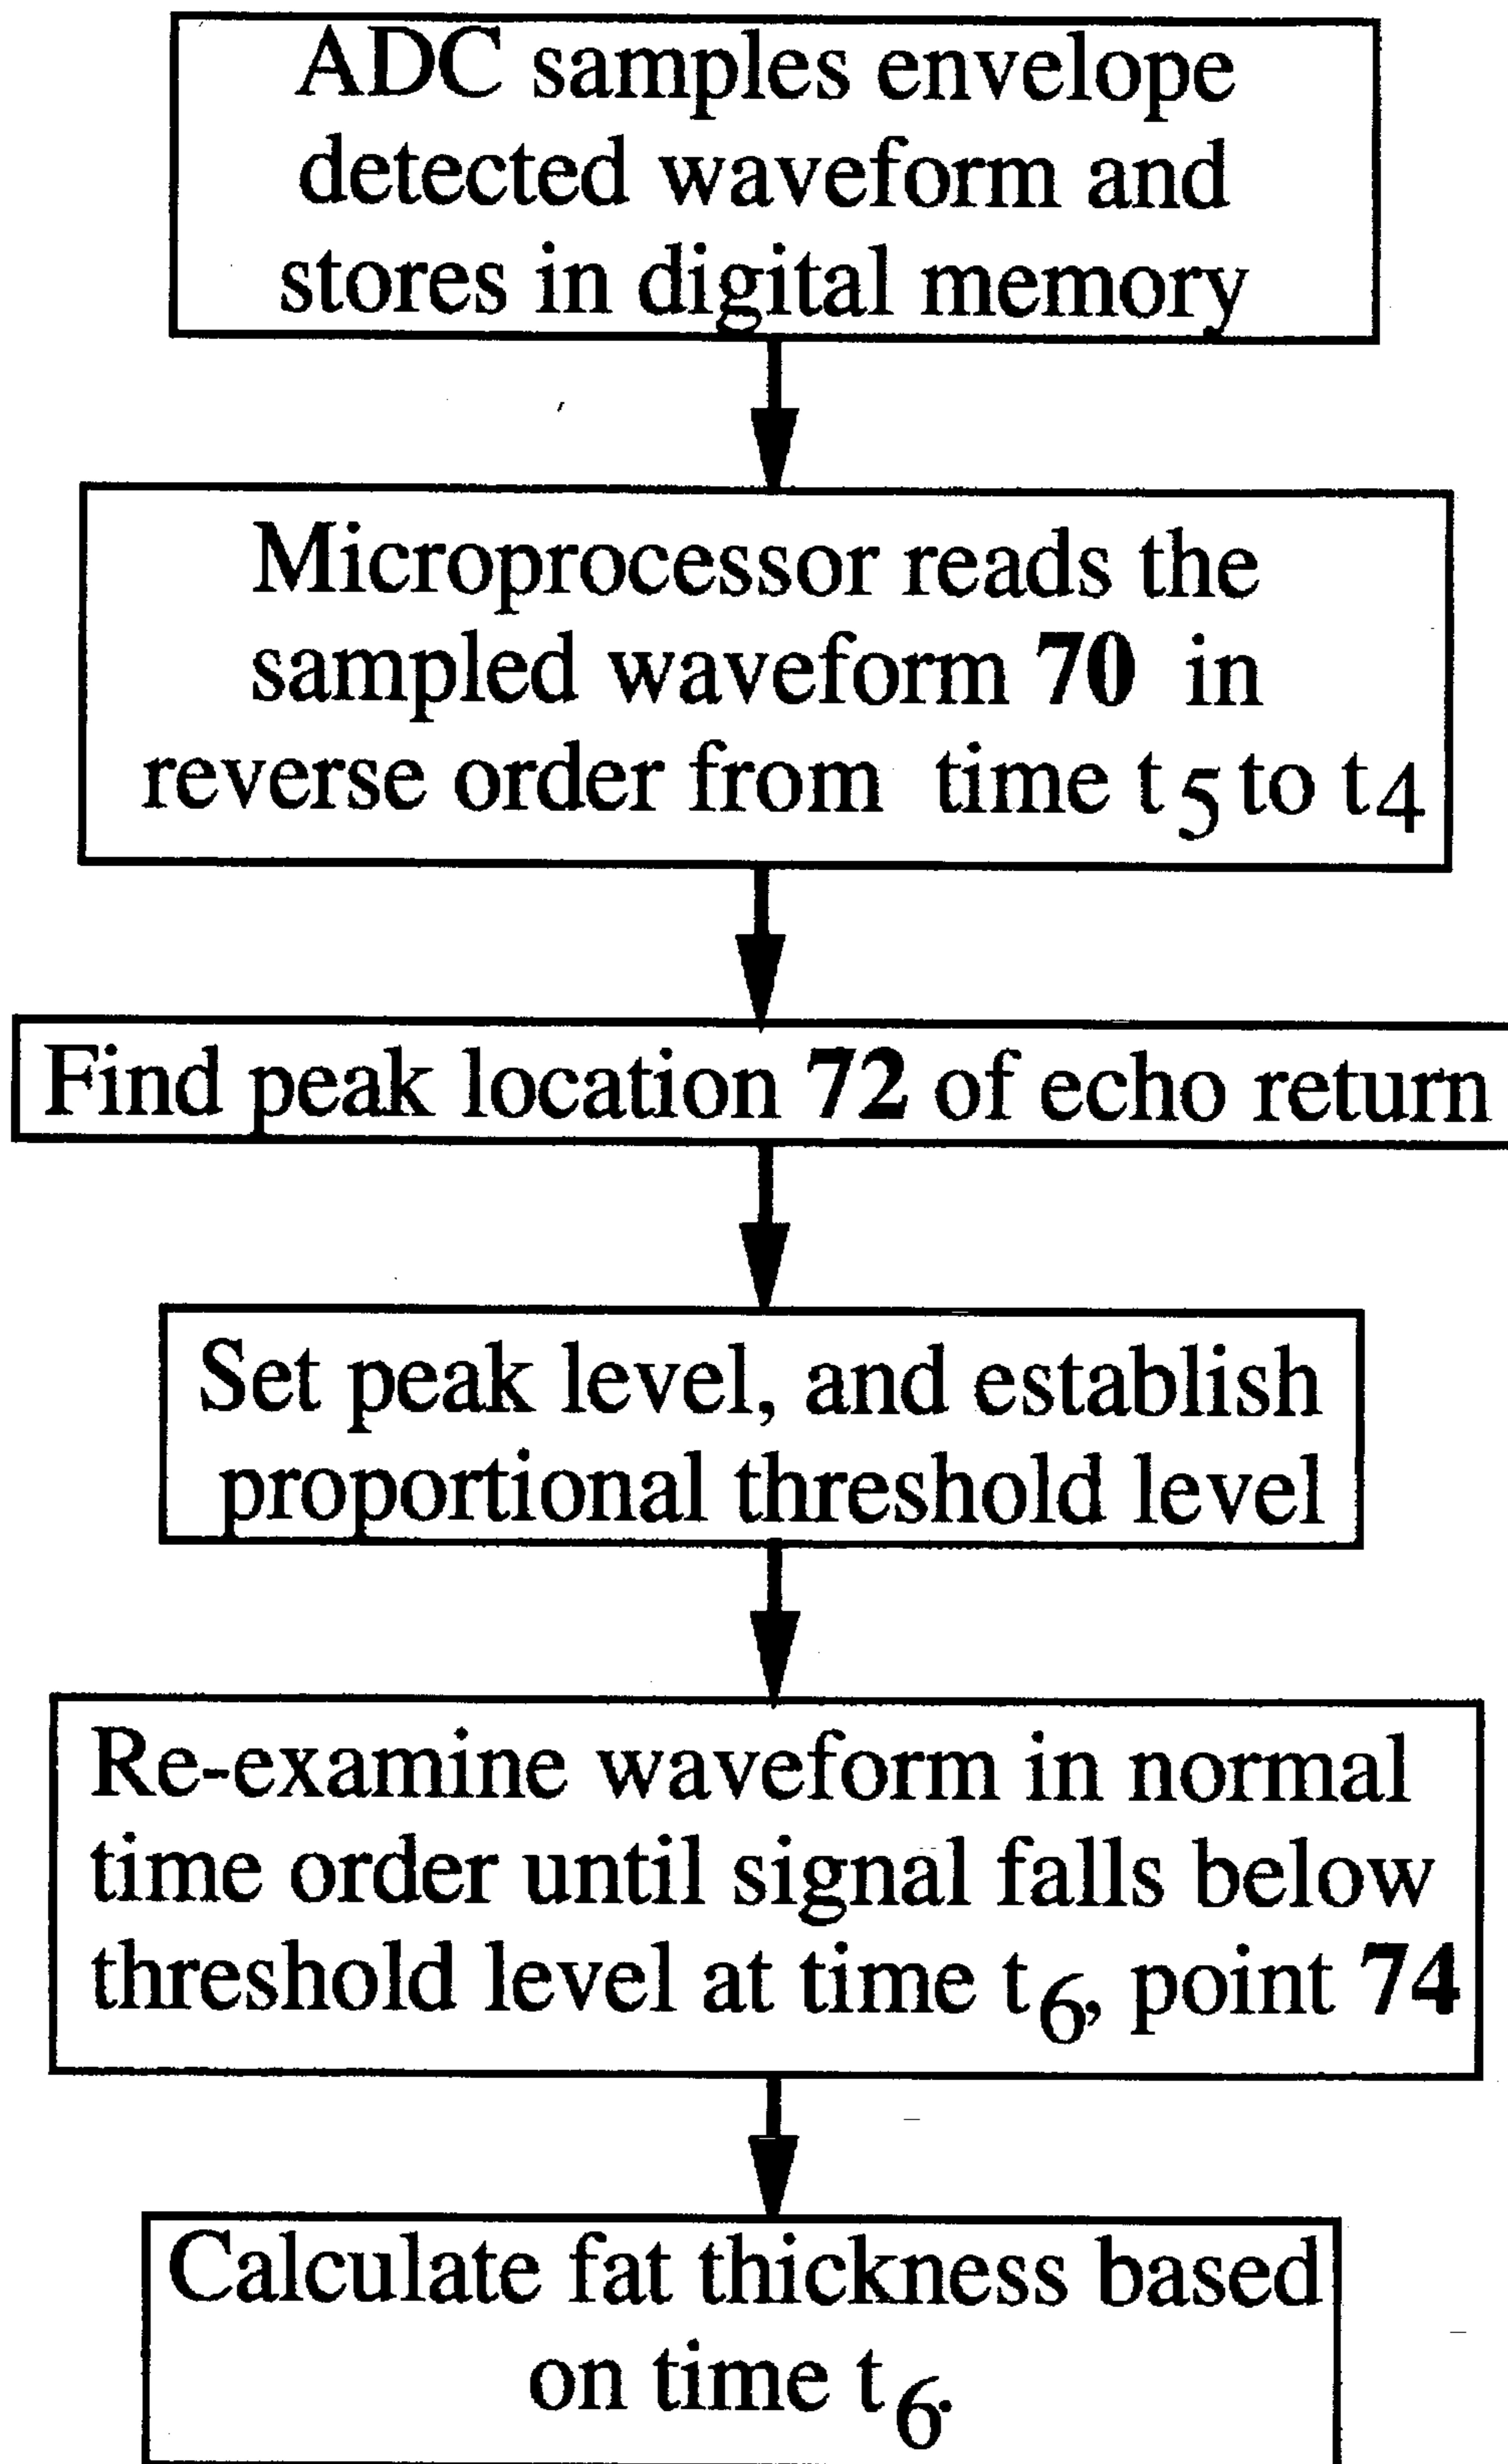 ADC samples envelope
detected waveform and
stores in digital memory
Microprocessor reads the
sampled waveform 70 in
reverse order from time t5 to t4
Find peak location 72 of echo return
Set peak level, and establish
proportional threshold level
Re-examine waveform in normal
time order until signal falls below
threshold level at time t6, point 74
Calculate fat thickness based
on time t6.